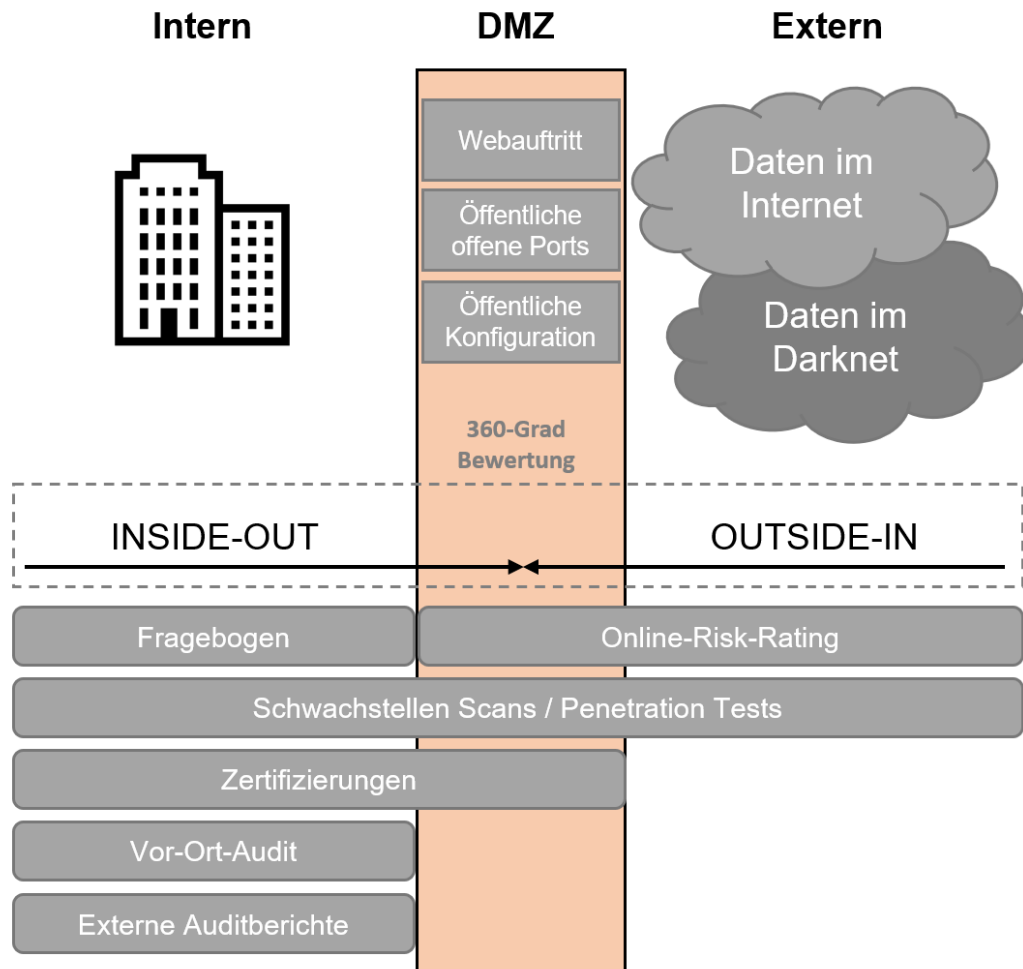 Intern
DMZ
Extern
Webauftritt
Öffentliche
offene Ports
Öffentliche
Konfiguration
Daten im
Internet
Daten im
Darknet
360-Grad
Bewertung
INSIDE-OUT
OUTSIDE-IN
Fragebogen
Online-Risk-Rating
Schwachstellen Scans / Penetration Tests
Zertifizierungen
Vor-Ort-Audit
Externe Auditberichte